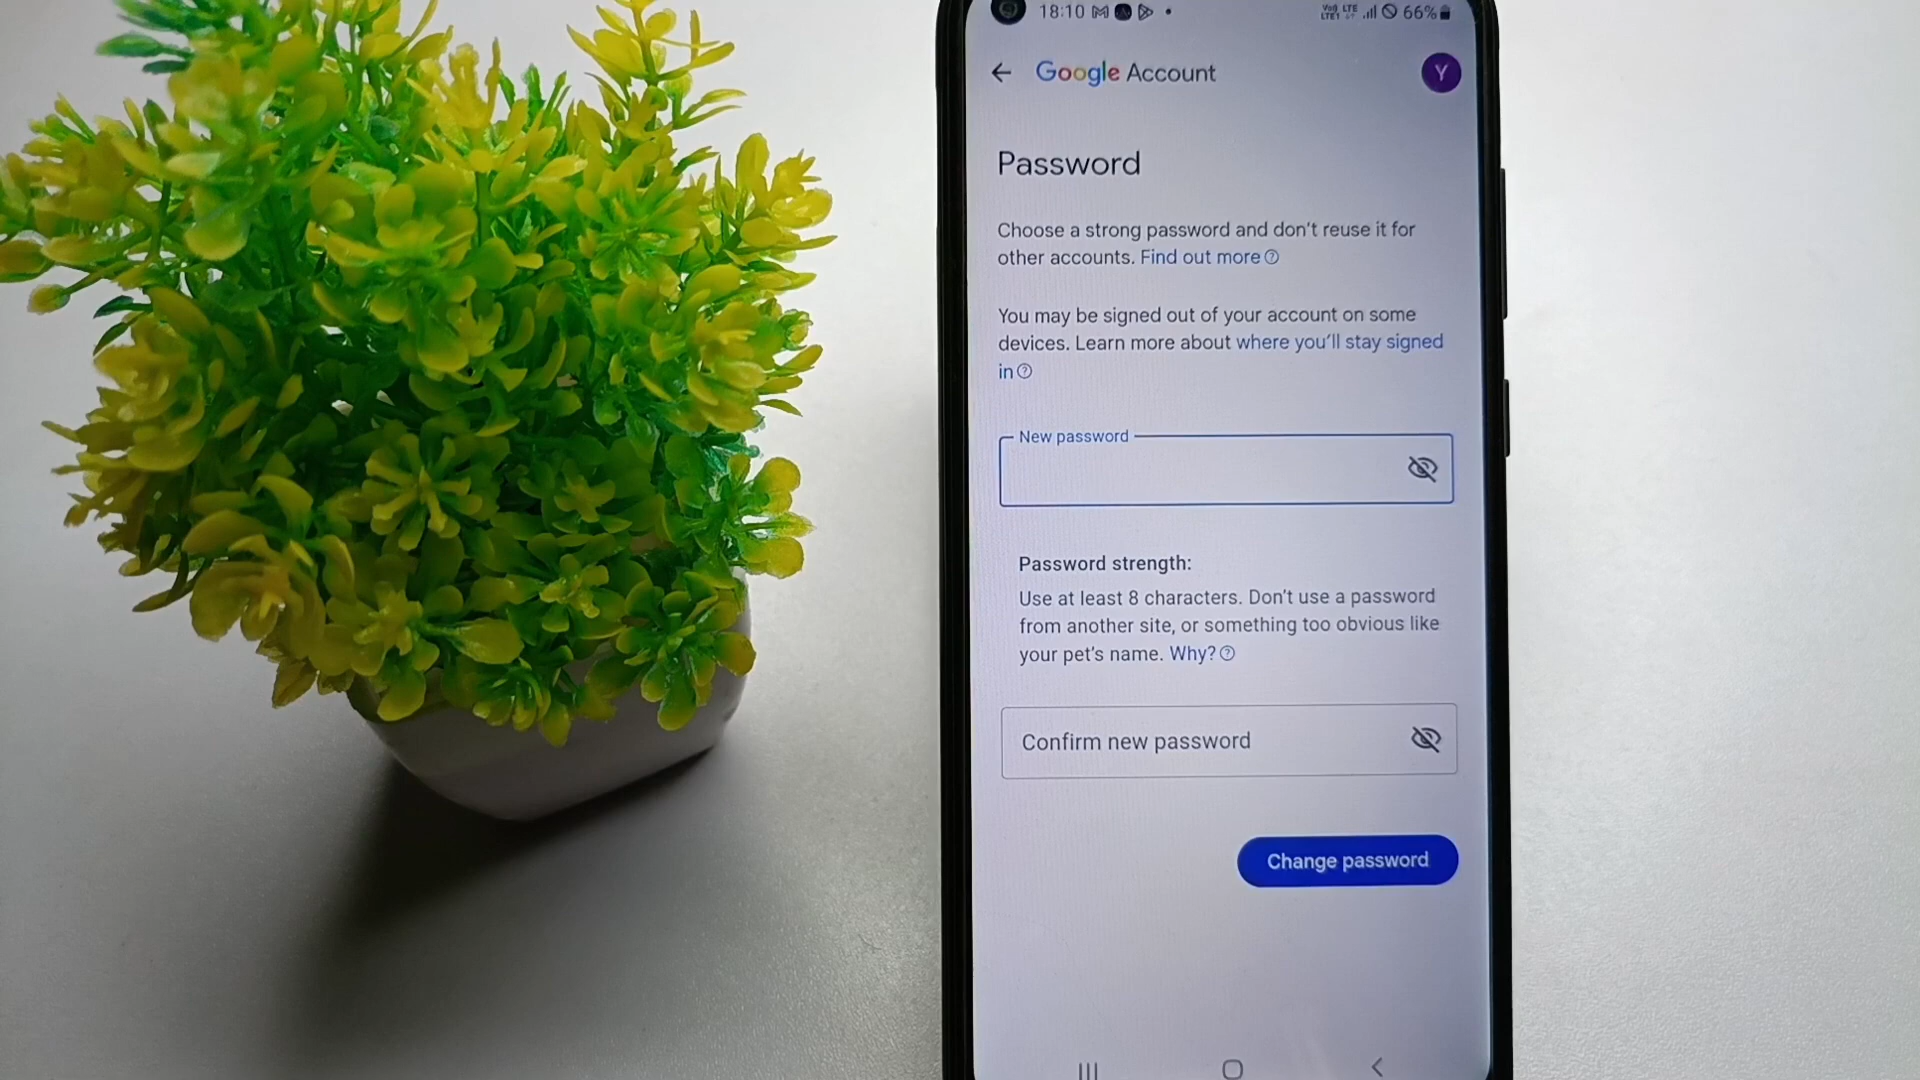 18:10 66%
Google Account Y
Password
Choose a strong password and don't reuse it for
other accounts. Find out more
You may be signed out of your account on some
devices. Learn more about where you'll stay signed
in
New password
Password strength:
Use at least 8 characters. Don't use a password
from another site, or something too obvious like
your pet's name. Why?
Confirm new password
Change password